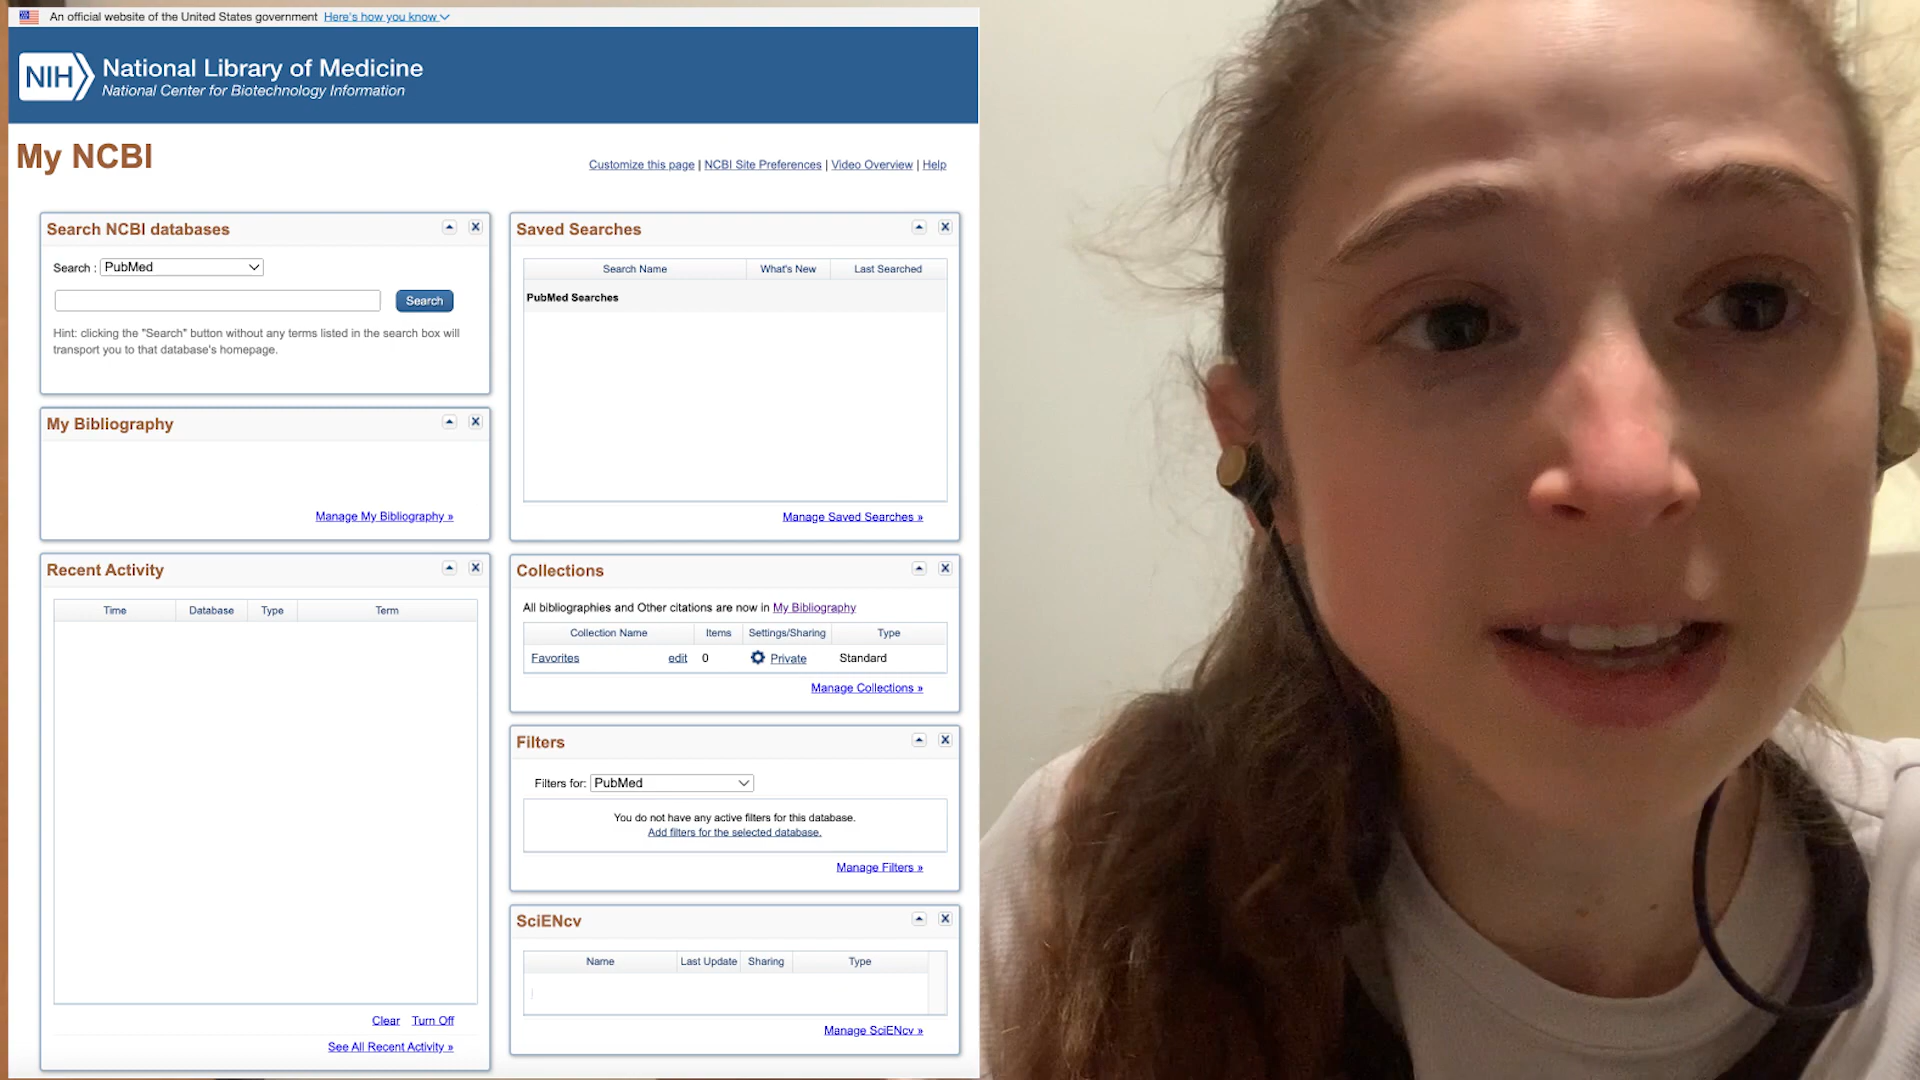 An official website of the United States government Here's how you know
NIH National Library of Medicine
National Center for Biotechnology Information
My NCBI
Customize this page | NCBI Site Preferences | Video Overview | Help
Search NCBI databases
Search : PubMed
Search
Hint: clicking the "Search" button without any terms listed in the search box will
transport you to that database's homepage.
My Bibliography
Manage My Bibliography »
Recent Activity
Time Database Type Term
Clear Turn Off
See All Recent Activity »
Saved Searches
Search Name What's New Last Searched
PubMed Searches
Manage Saved Searches »
Collections
All bibliographies and Other citations are now in My Bibliography
Collection Name Items Settings/Sharing Type
Favorites edit 0 Private Standard
Manage Collections »
Filters
Filters for: PubMed
You do not have any active filters for this database.
Add filters for the selected database.
Manage Filters »
SciENcv
Name Last Update Sharing Type
Manage SciENcv »